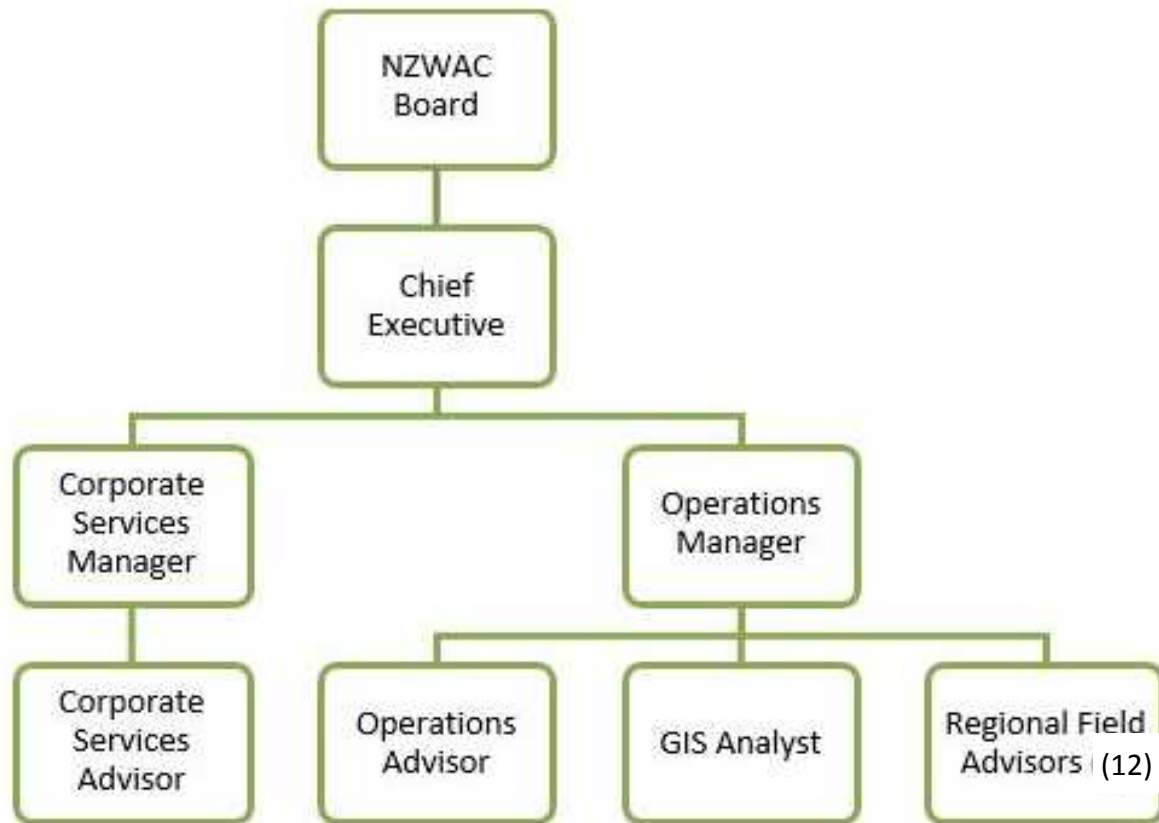 NZWAC
Board
Chief
Executive
Corporate
Services
Manager
Operations
Manager
Corporate
Services
Advisor
Operations
Advisor
GIS Analyst
Regional Field
Advisors (12)